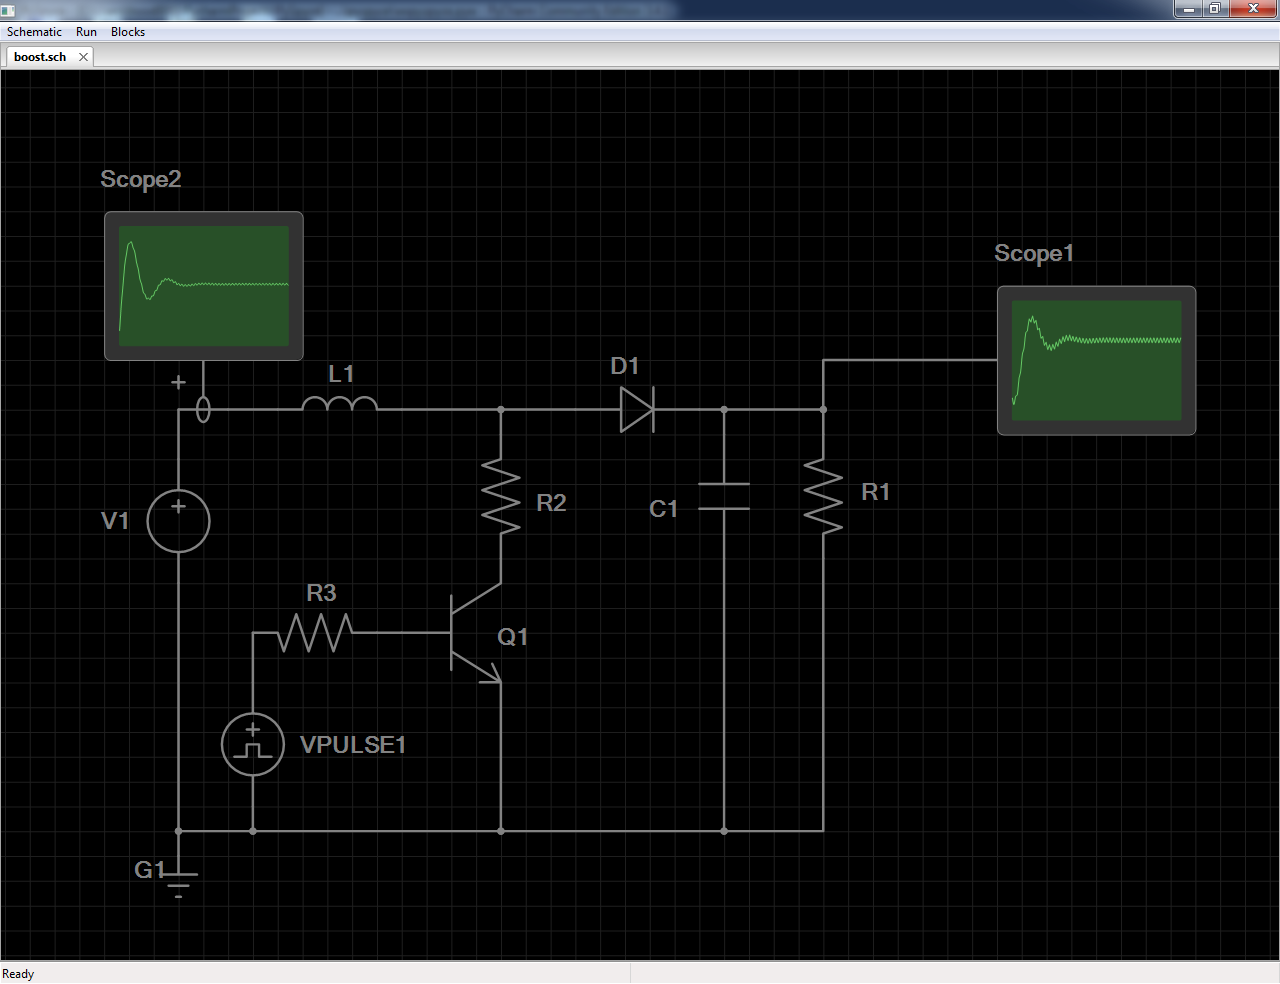 Schematic Run Blocks
boost.sch
Scope2
Scope1
L1
D1
V1
R2
C1
R1
R3
Q1
VPULSE1
G1
Ready